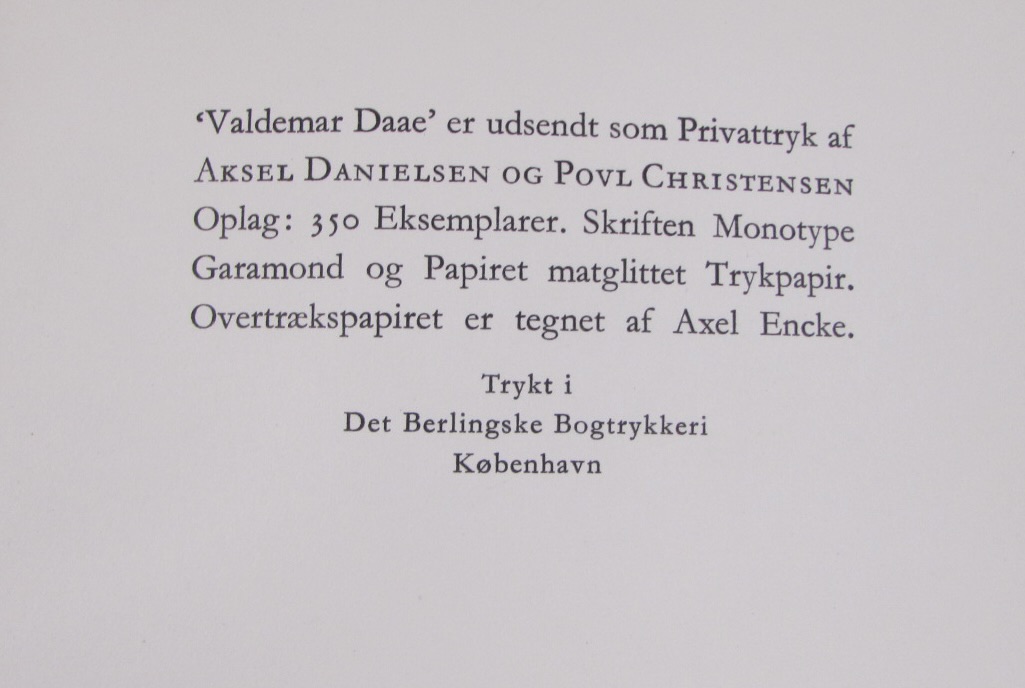 ‘Valdemar Daae’ er udsendt som Privattryk af
AKSEL DANIELSEN OG POVL CHRISTENSEN
Oplag: 350 Eksemplarer. Skriften Monotype
Garamond og Papiret matglittet Trykpapir.
Overtrækspapiret er tegnet af Axel Encke.
Trykt i
Det Berlingske Bogtrykkeri
København